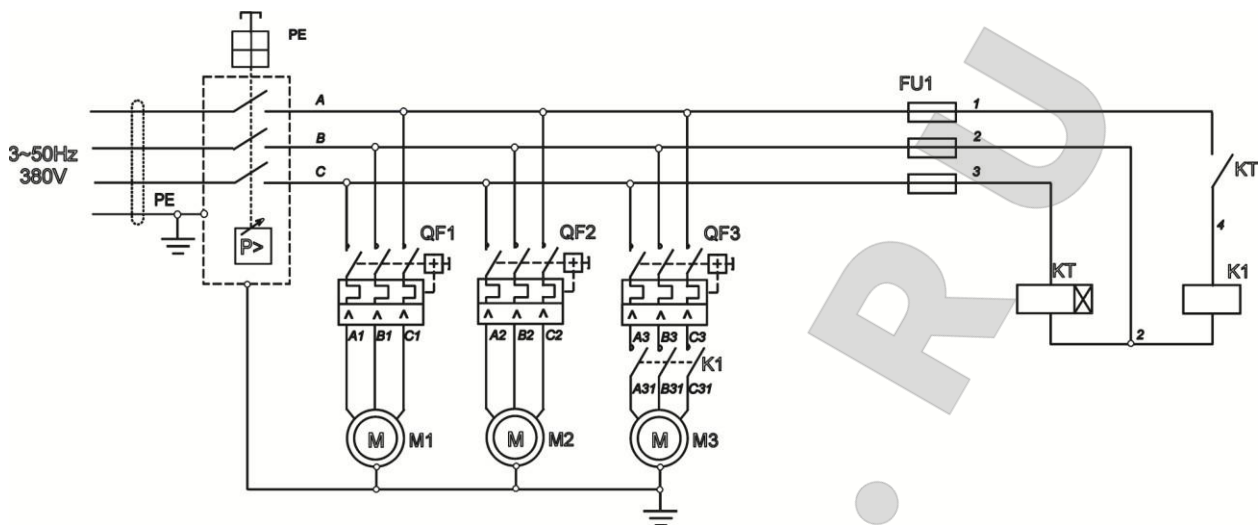 PE
A
FU1
1
B
2
3~50Hz
380V
C
3
KT
PE
4
P>
QF1
QF2
QF3
KT
K1
A1 B1 C1
A2 B2 C2
A3 B3 C3
2
K1
A31 B31 C31
M
M1
M
M2
M
M3
.RU